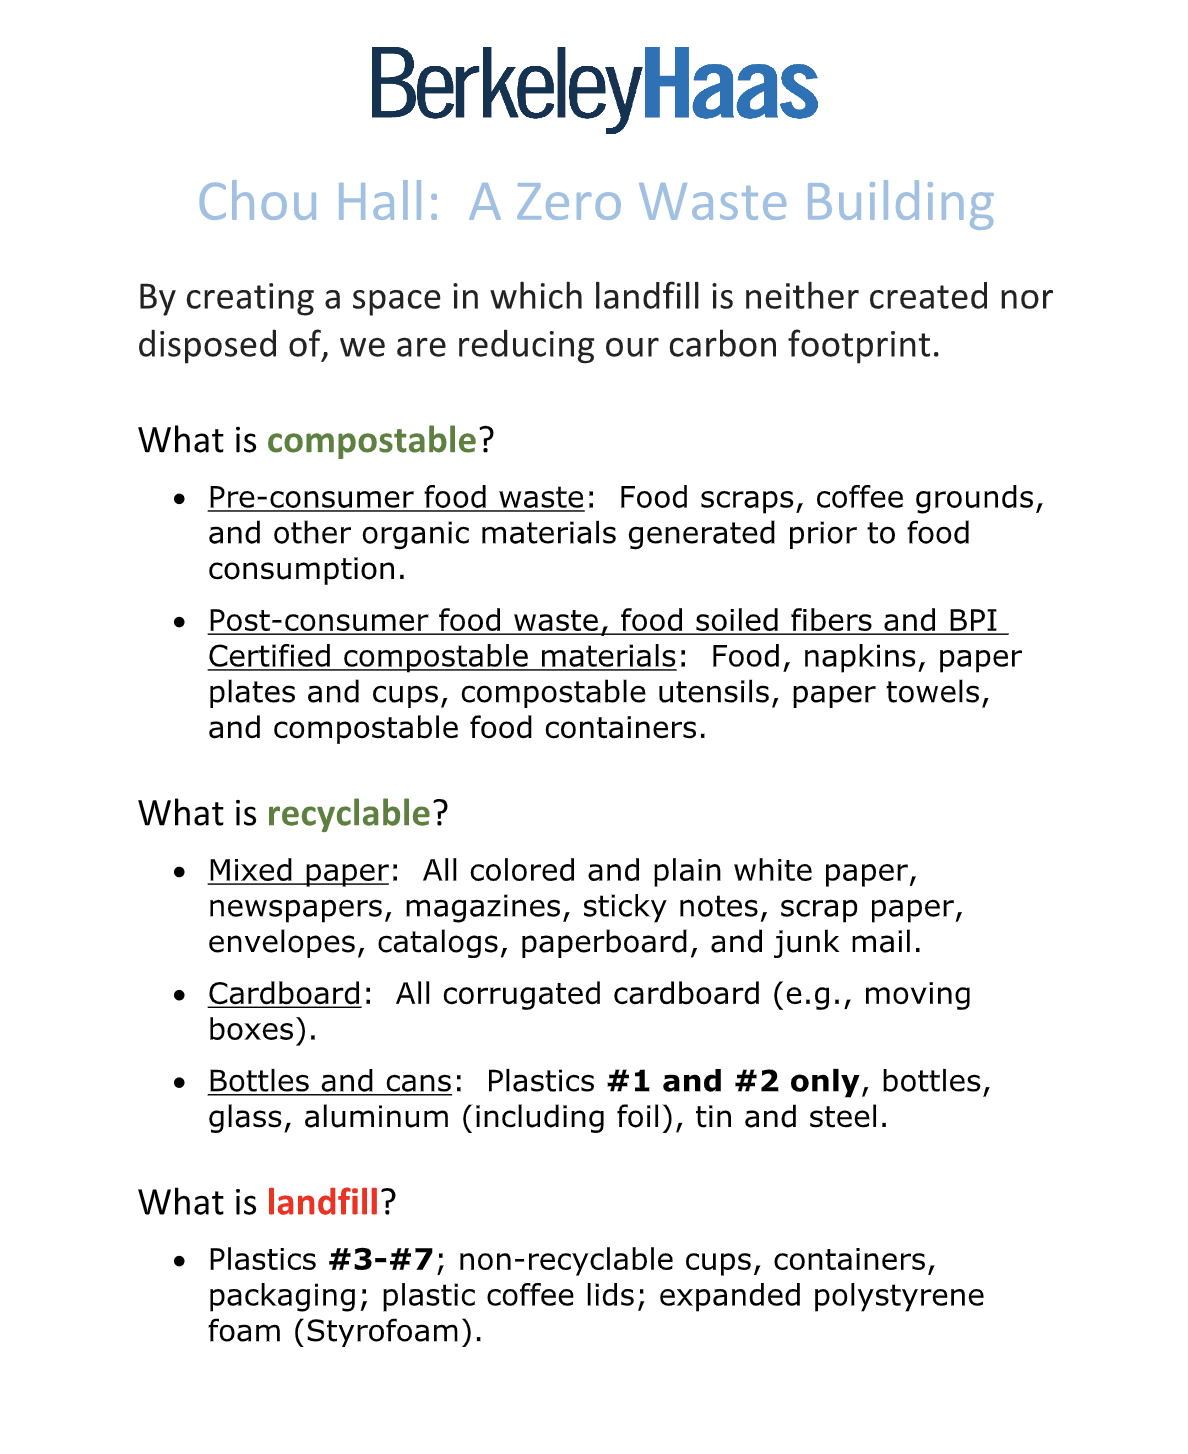 BerkeleyHaas
Chou Hall:  A Zero Waste Building
By creating a space in which landfill is neither created nor
disposed of, we are reducing our carbon footprint.
What is compostable?
• Pre-consumer food waste:  Food scraps, coffee grounds,
and other organic materials generated prior to food
consumption.
• Post-consumer food waste, food soiled fibers and BPI
Certified compostable materials:  Food, napkins, paper
plates and cups, compostable utensils, paper towels,
and compostable food containers.
What is recyclable?
• Mixed paper:  All colored and plain white paper,
newspapers, magazines, sticky notes, scrap paper,
envelopes, catalogs, paperboard, and junk mail.
• Cardboard:  All corrugated cardboard (e.g., moving
boxes).
• Bottles and cans:  Plastics #1 and #2 only, bottles,
glass, aluminum (including foil), tin and steel.
What is landfill?
• Plastics #3-#7; non-recyclable cups, containers,
packaging; plastic coffee lids; expanded polystyrene
foam (Styrofoam).